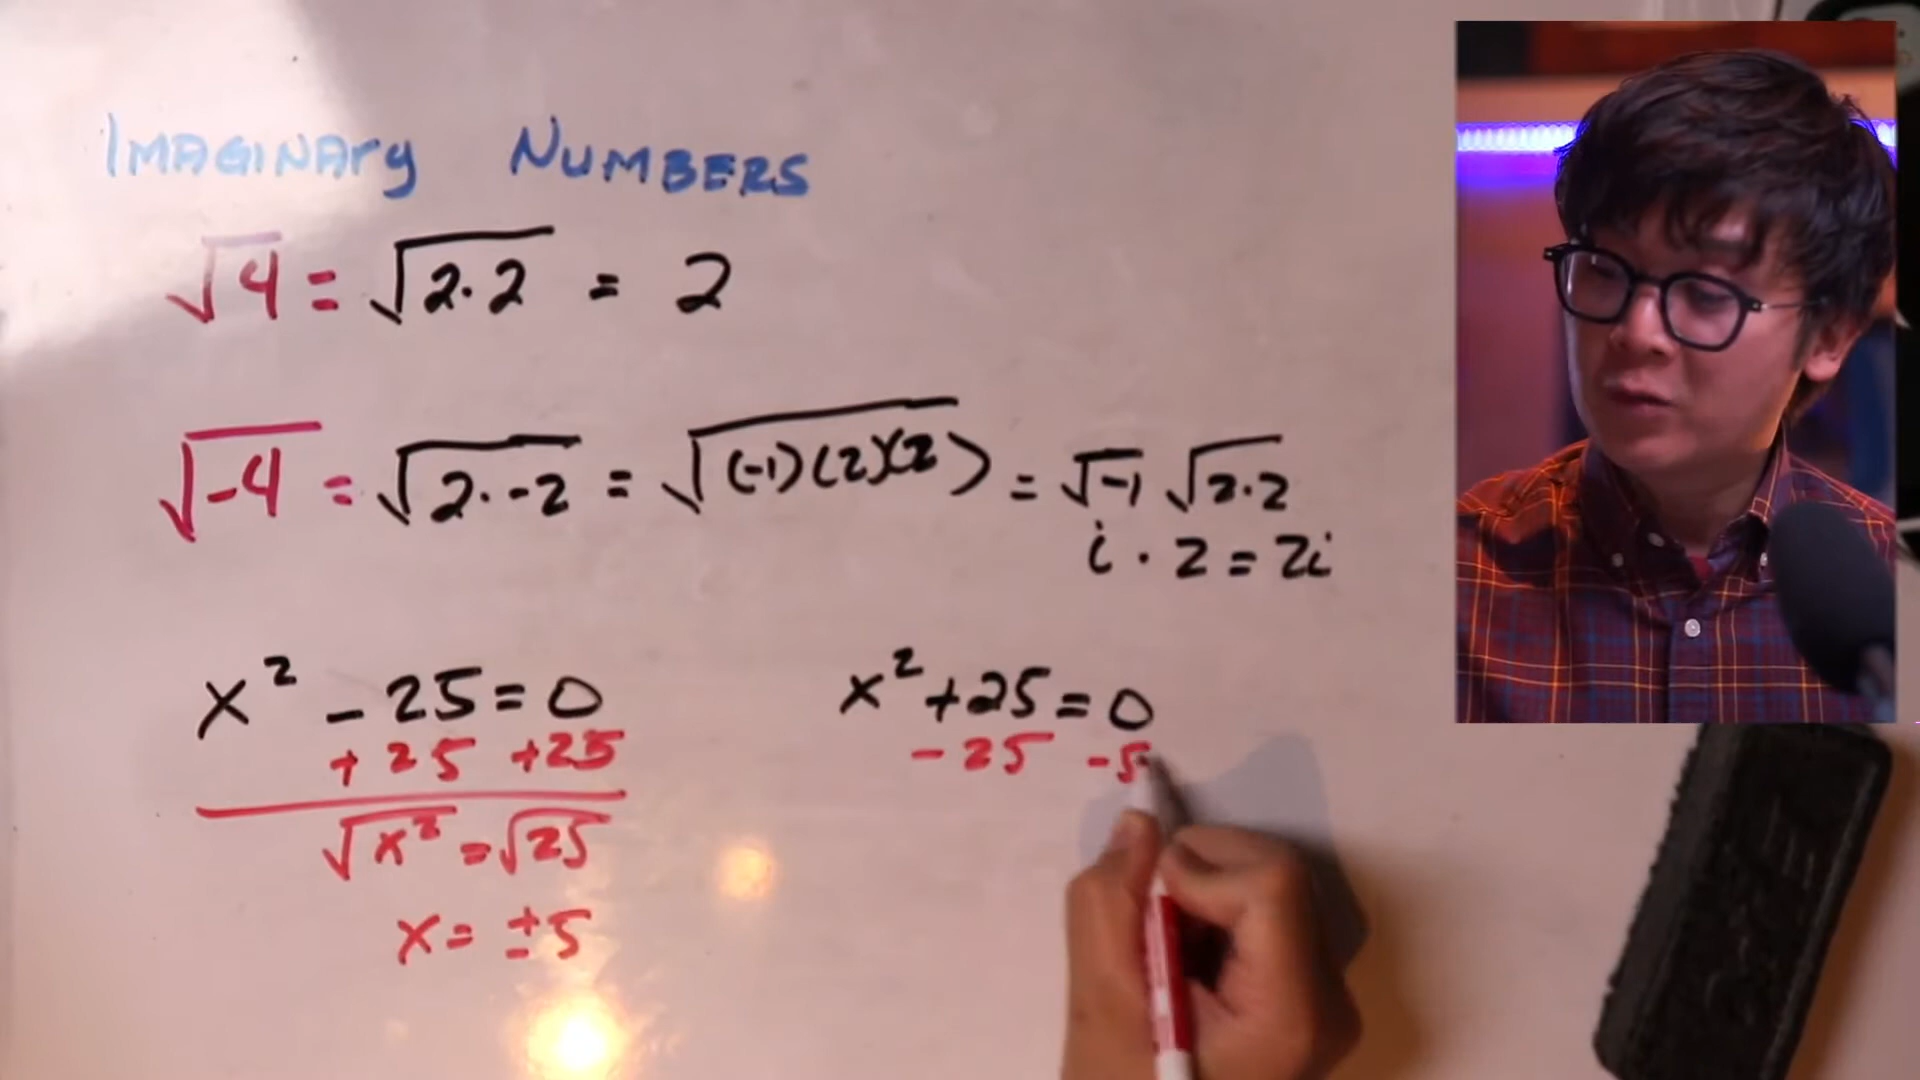 IMAGINARY NUMBERS
√4 = √2·2 = 2
√-4 = √2·-2 = √(-1)(2)(2) = √-1 √2·2
i · 2 = 2i
x² - 25 = 0
+25 +25
√x² = √25
x = ±5
x² + 25 = 0
-25 -5